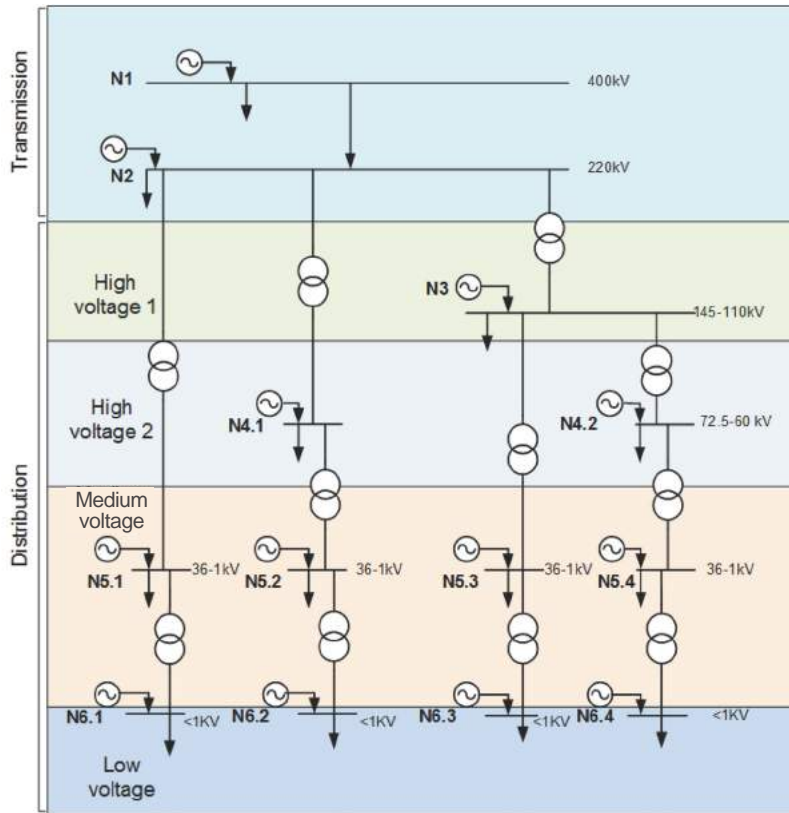 Transmission
N1
400kV
N2
220kV
Distribution
High
voltage 1
N3
145-110kV
High
voltage 2
N4.1
N4.2
72.5-60 kV
Medium
voltage
N5.1
36-1kV
N5.2
36-1kV
N5.3
36-1kV
N5.4
36-1kV
N6.1
<1KV
N6.2
<1KV
N6.3
<1KV
N6.4
<1KV
Low
voltage